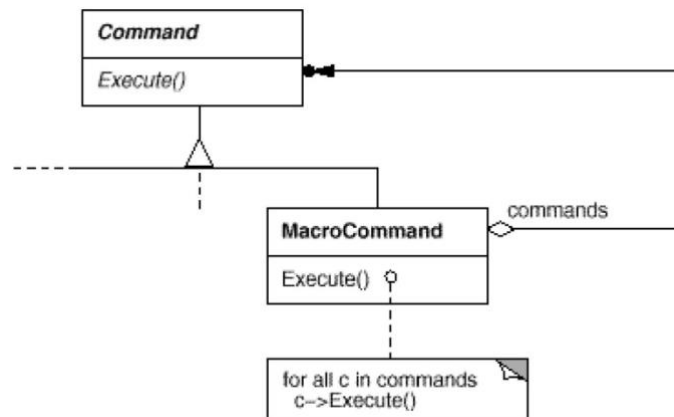 Command
Execute()
commands
MacroCommand
Execute()
for all c in commands
c->Execute()